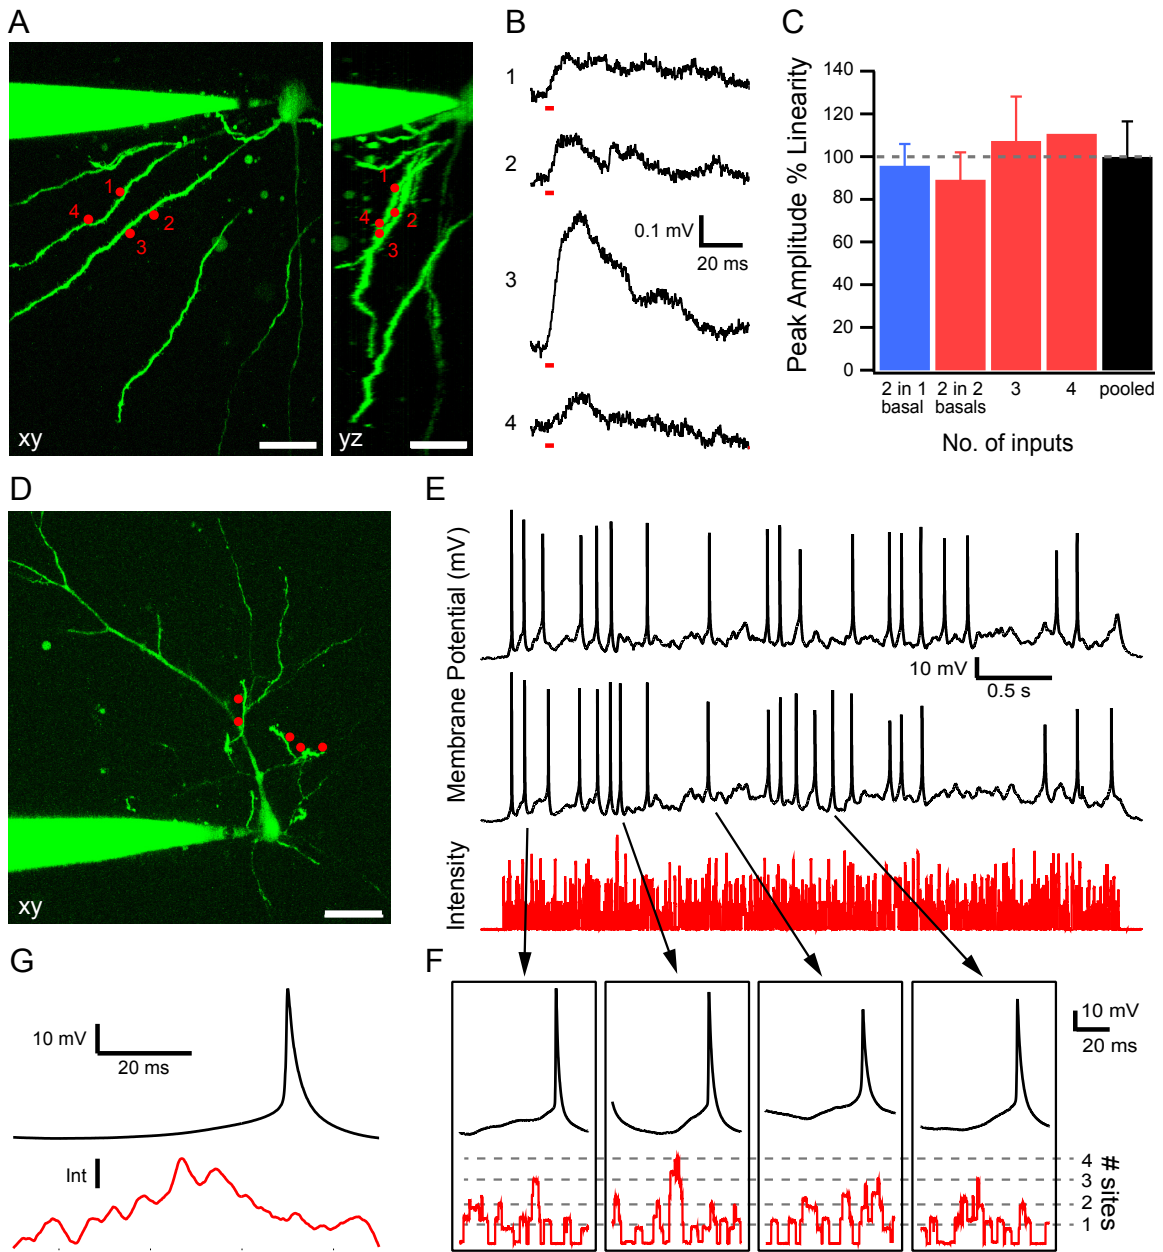 A
xy
1
4
2
3
yz
1
4
2
3
B
1
2
3
4
0.1 mV
20 ms
C
Peak Amplitude % Linearity
140
120
100
80
60
40
20
0
2 in 1
basal
2 in 2
basals
3
4
pooled
No. of inputs
D
xy
E
Membrane Potential (mV)
10 mV
0.5 s
Intensity
G
10 mV
20 ms
Int
F
10 mV
20 ms
4
3
2
1
# sites